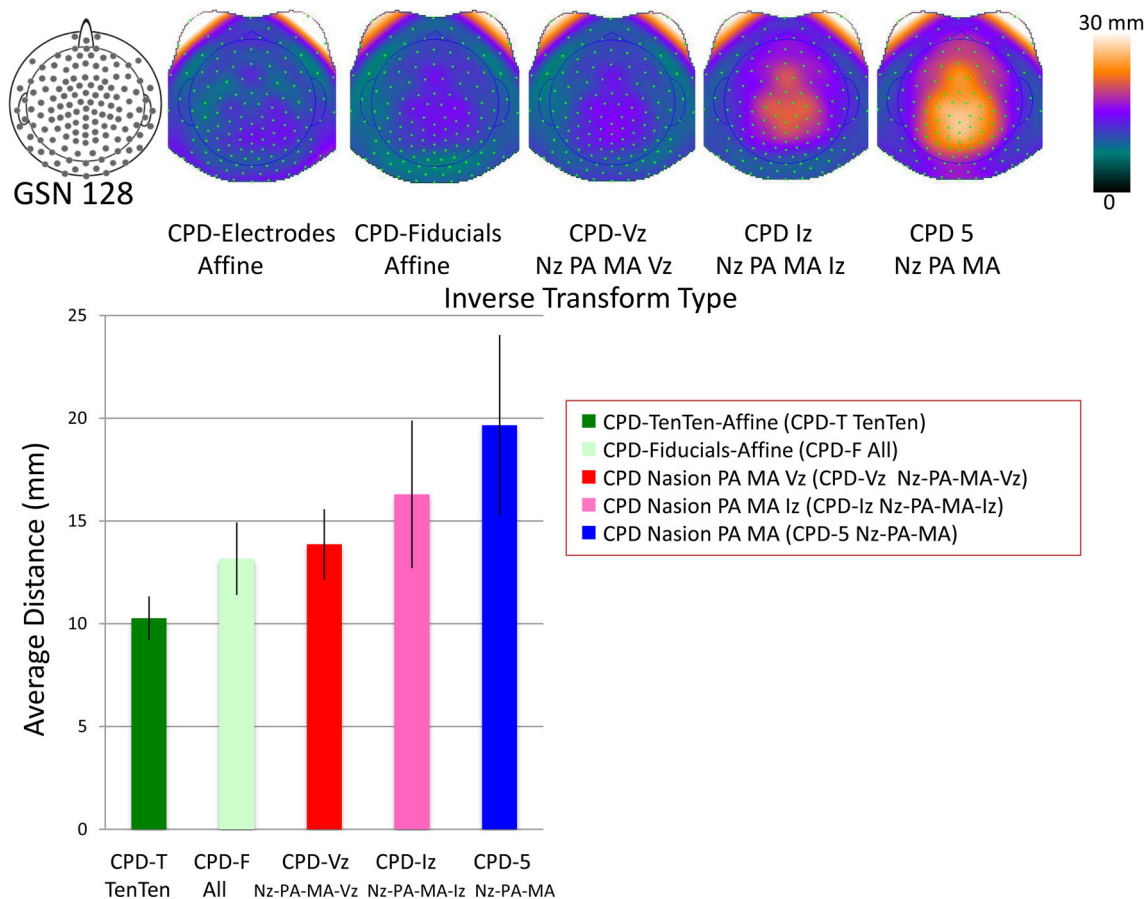 30 mm
0
GSN 128
CPD-Electrodes
Affine
CPD-Fiducials
Affine
CPD-Vz
Nz PA MA Vz
CPD Iz
Nz PA MA Iz
CPD 5
Nz PA MA
Inverse Transform Type
Average Distance (mm)
25
20
15
10
5
0
CPD-T
TenTen
CPD-F
All
CPD-Vz
Nz-PA-MA-Vz
CPD-Iz
Nz-PA-MA-Iz
CPD-5
Nz-PA-MA
CPD-TenTen-Affine (CPD-T TenTen)
CPD-Fiducials-Affine (CPD-F All)
CPD Nasion PA MA Vz (CPD-Vz  Nz-PA-MA-Vz)
CPD Nasion PA MA Iz (CPD-Iz Nz-PA-MA-Iz)
CPD Nasion PA MA (CPD-5 Nz-PA-MA)